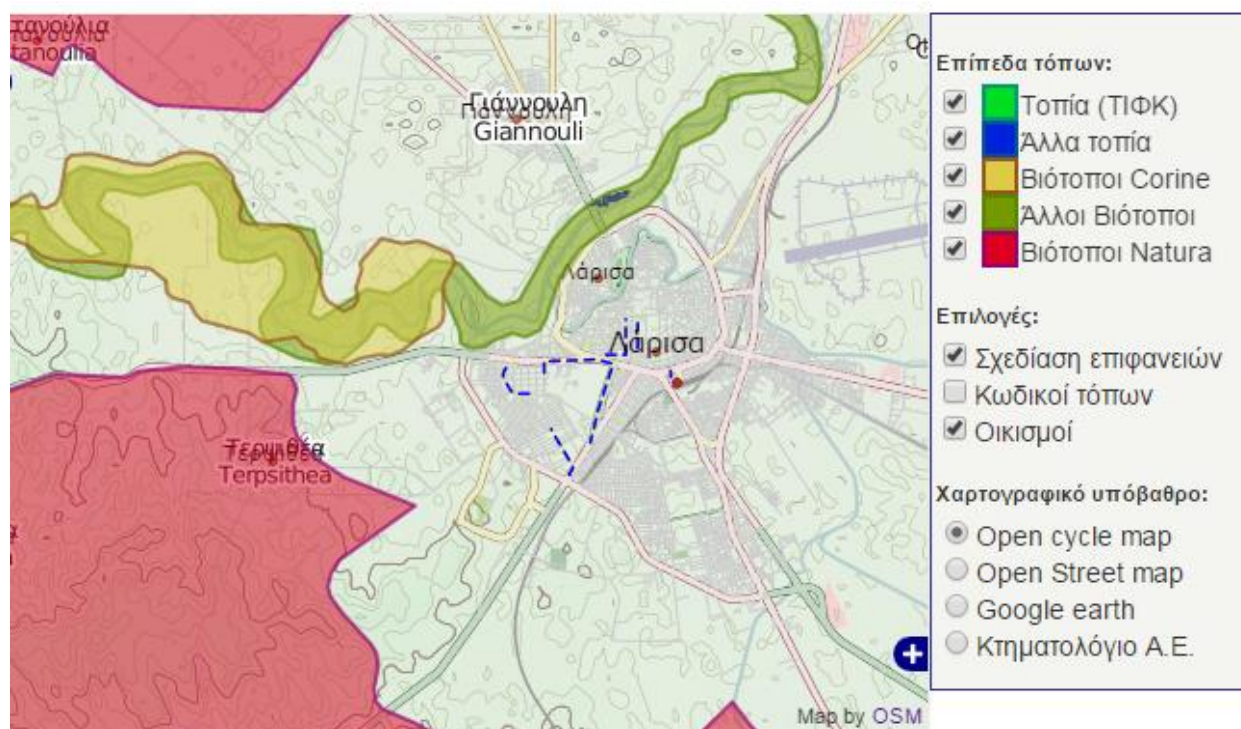 τανούλια
tanoulia
Γιάννουλη
Giannouli
Λάρισα
Λάρισα
Τερψιθέα
Terpsithea
Map by OSM
Επίπεδα τόπων:
Τοπία (ΤΙΦΚ)
Άλλα τοπία
Βιότοποι Corine
Άλλοι Βιότοποι
Βιότοποι Natura
Επιλογές:
Σχεδίαση επιφανειών
Κωδικοί τόπων
Οικισμοί
Χαρτογραφικό υπόβαθρο:
Open cycle map
Open Street map
Google earth
Κτηματολόγιο Α.Ε.